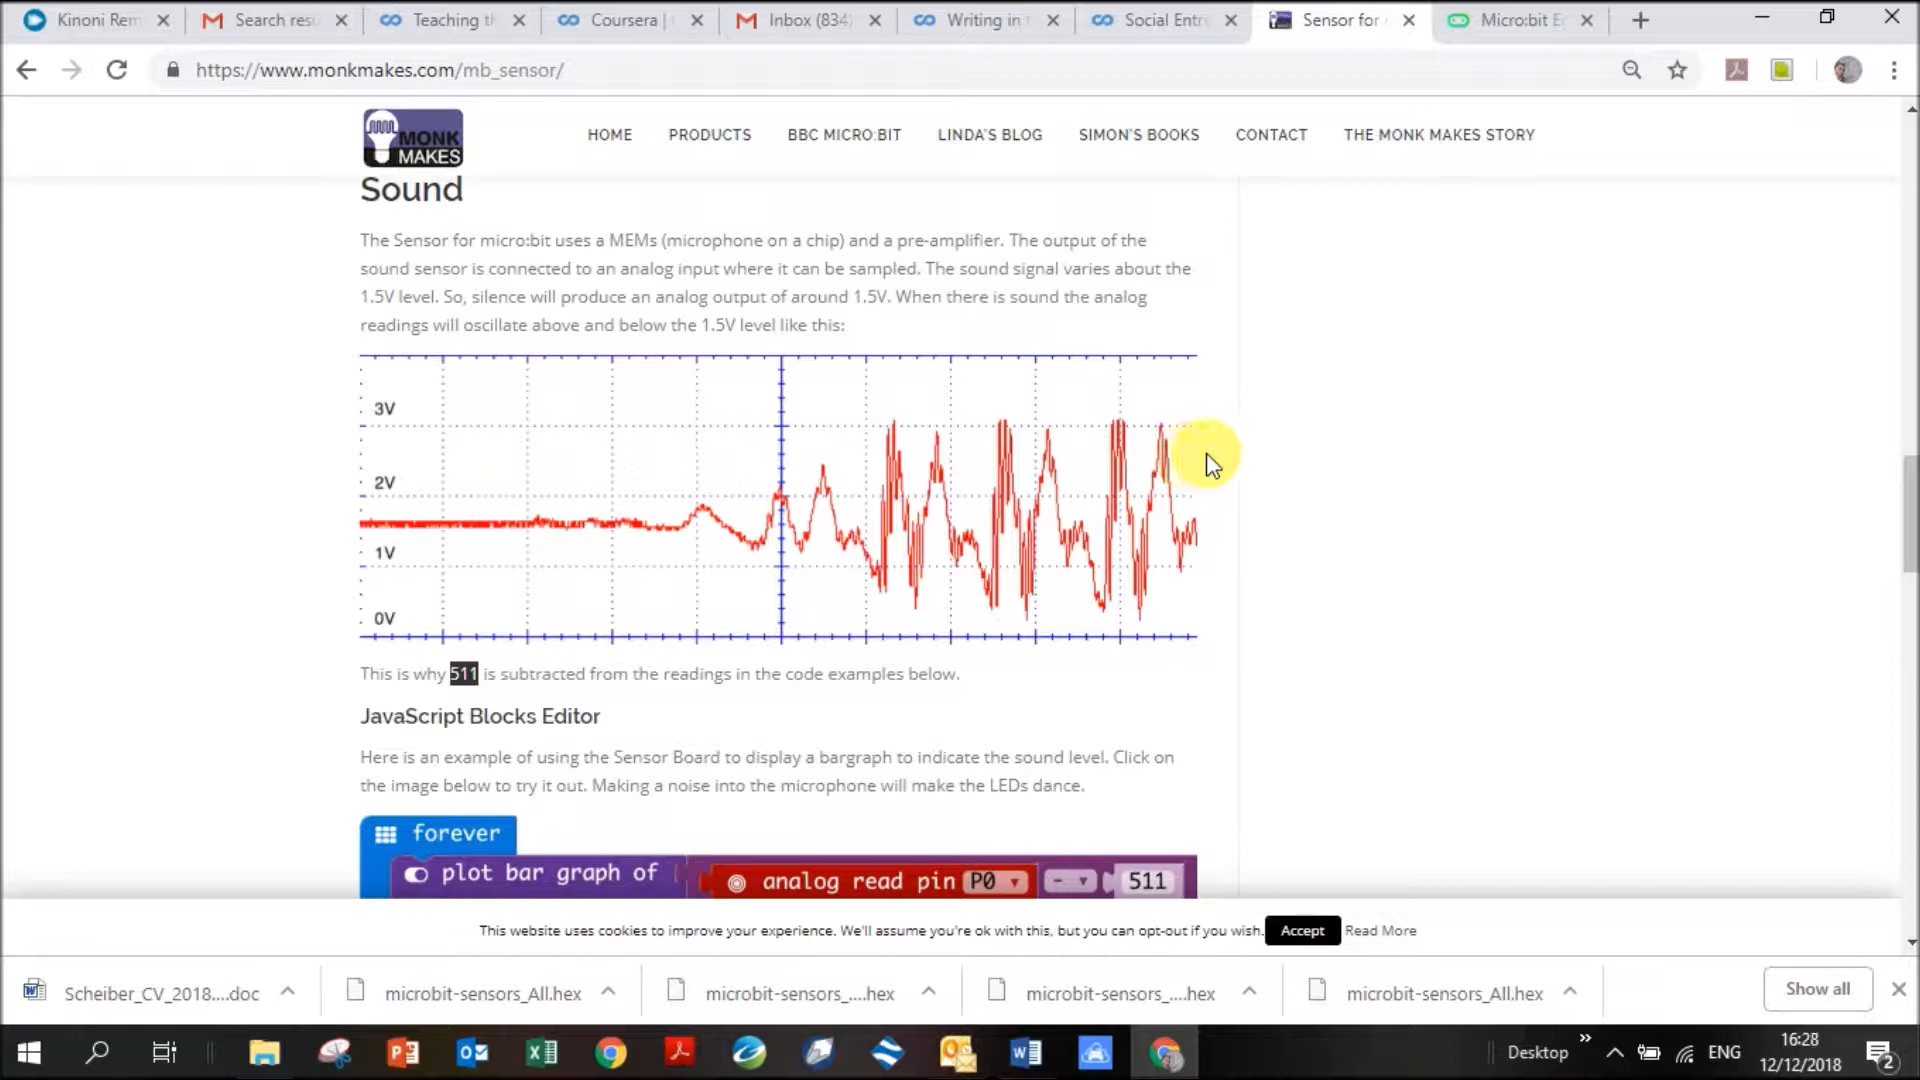 Kinoni Rem
Search resu
Teaching th
Coursera |
Inbox (834)
Writing in
Social Entre
Sensor for
Micro:bit E
https://www.monkmakes.com/mb_sensor/
MONK
MAKES
HOME
PRODUCTS
BBC MICRO:BIT
LINDA'S BLOG
SIMON'S BOOKS
CONTACT
THE MONK MAKES STORY
Sound
The Sensor for micro:bit uses a MEMs (microphone on a chip) and a pre-amplifier. The output of the
sound sensor is connected to an analog input where it can be sampled. The sound signal varies about the
1.5V level. So, silence will produce an analog output of around 1.5V. When there is sound the analog
readings will oscillate above and below the 1.5V level like this:
3V
2V
1V
0V
This is why 511 is subtracted from the readings in the code examples below.
JavaScript Blocks Editor
Here is an example of using the Sensor Board to display a bargraph to indicate the sound level. Click on
the image below to try it out. Making a noise into the microphone will make the LEDs dance.
forever
plot bar graph of analog read pin P0 - 511
This website uses cookies to improve your experience. We'll assume you're ok with this, but you can opt-out if you wish. Accept Read More
Scheiber_CV_2018....doc
microbit-sensors_All.hex
microbit-sensors_....hex
microbit-sensors_....hex
microbit-sensors_All.hex
Show all
Desktop
ENG
16:28
12/12/2018
2